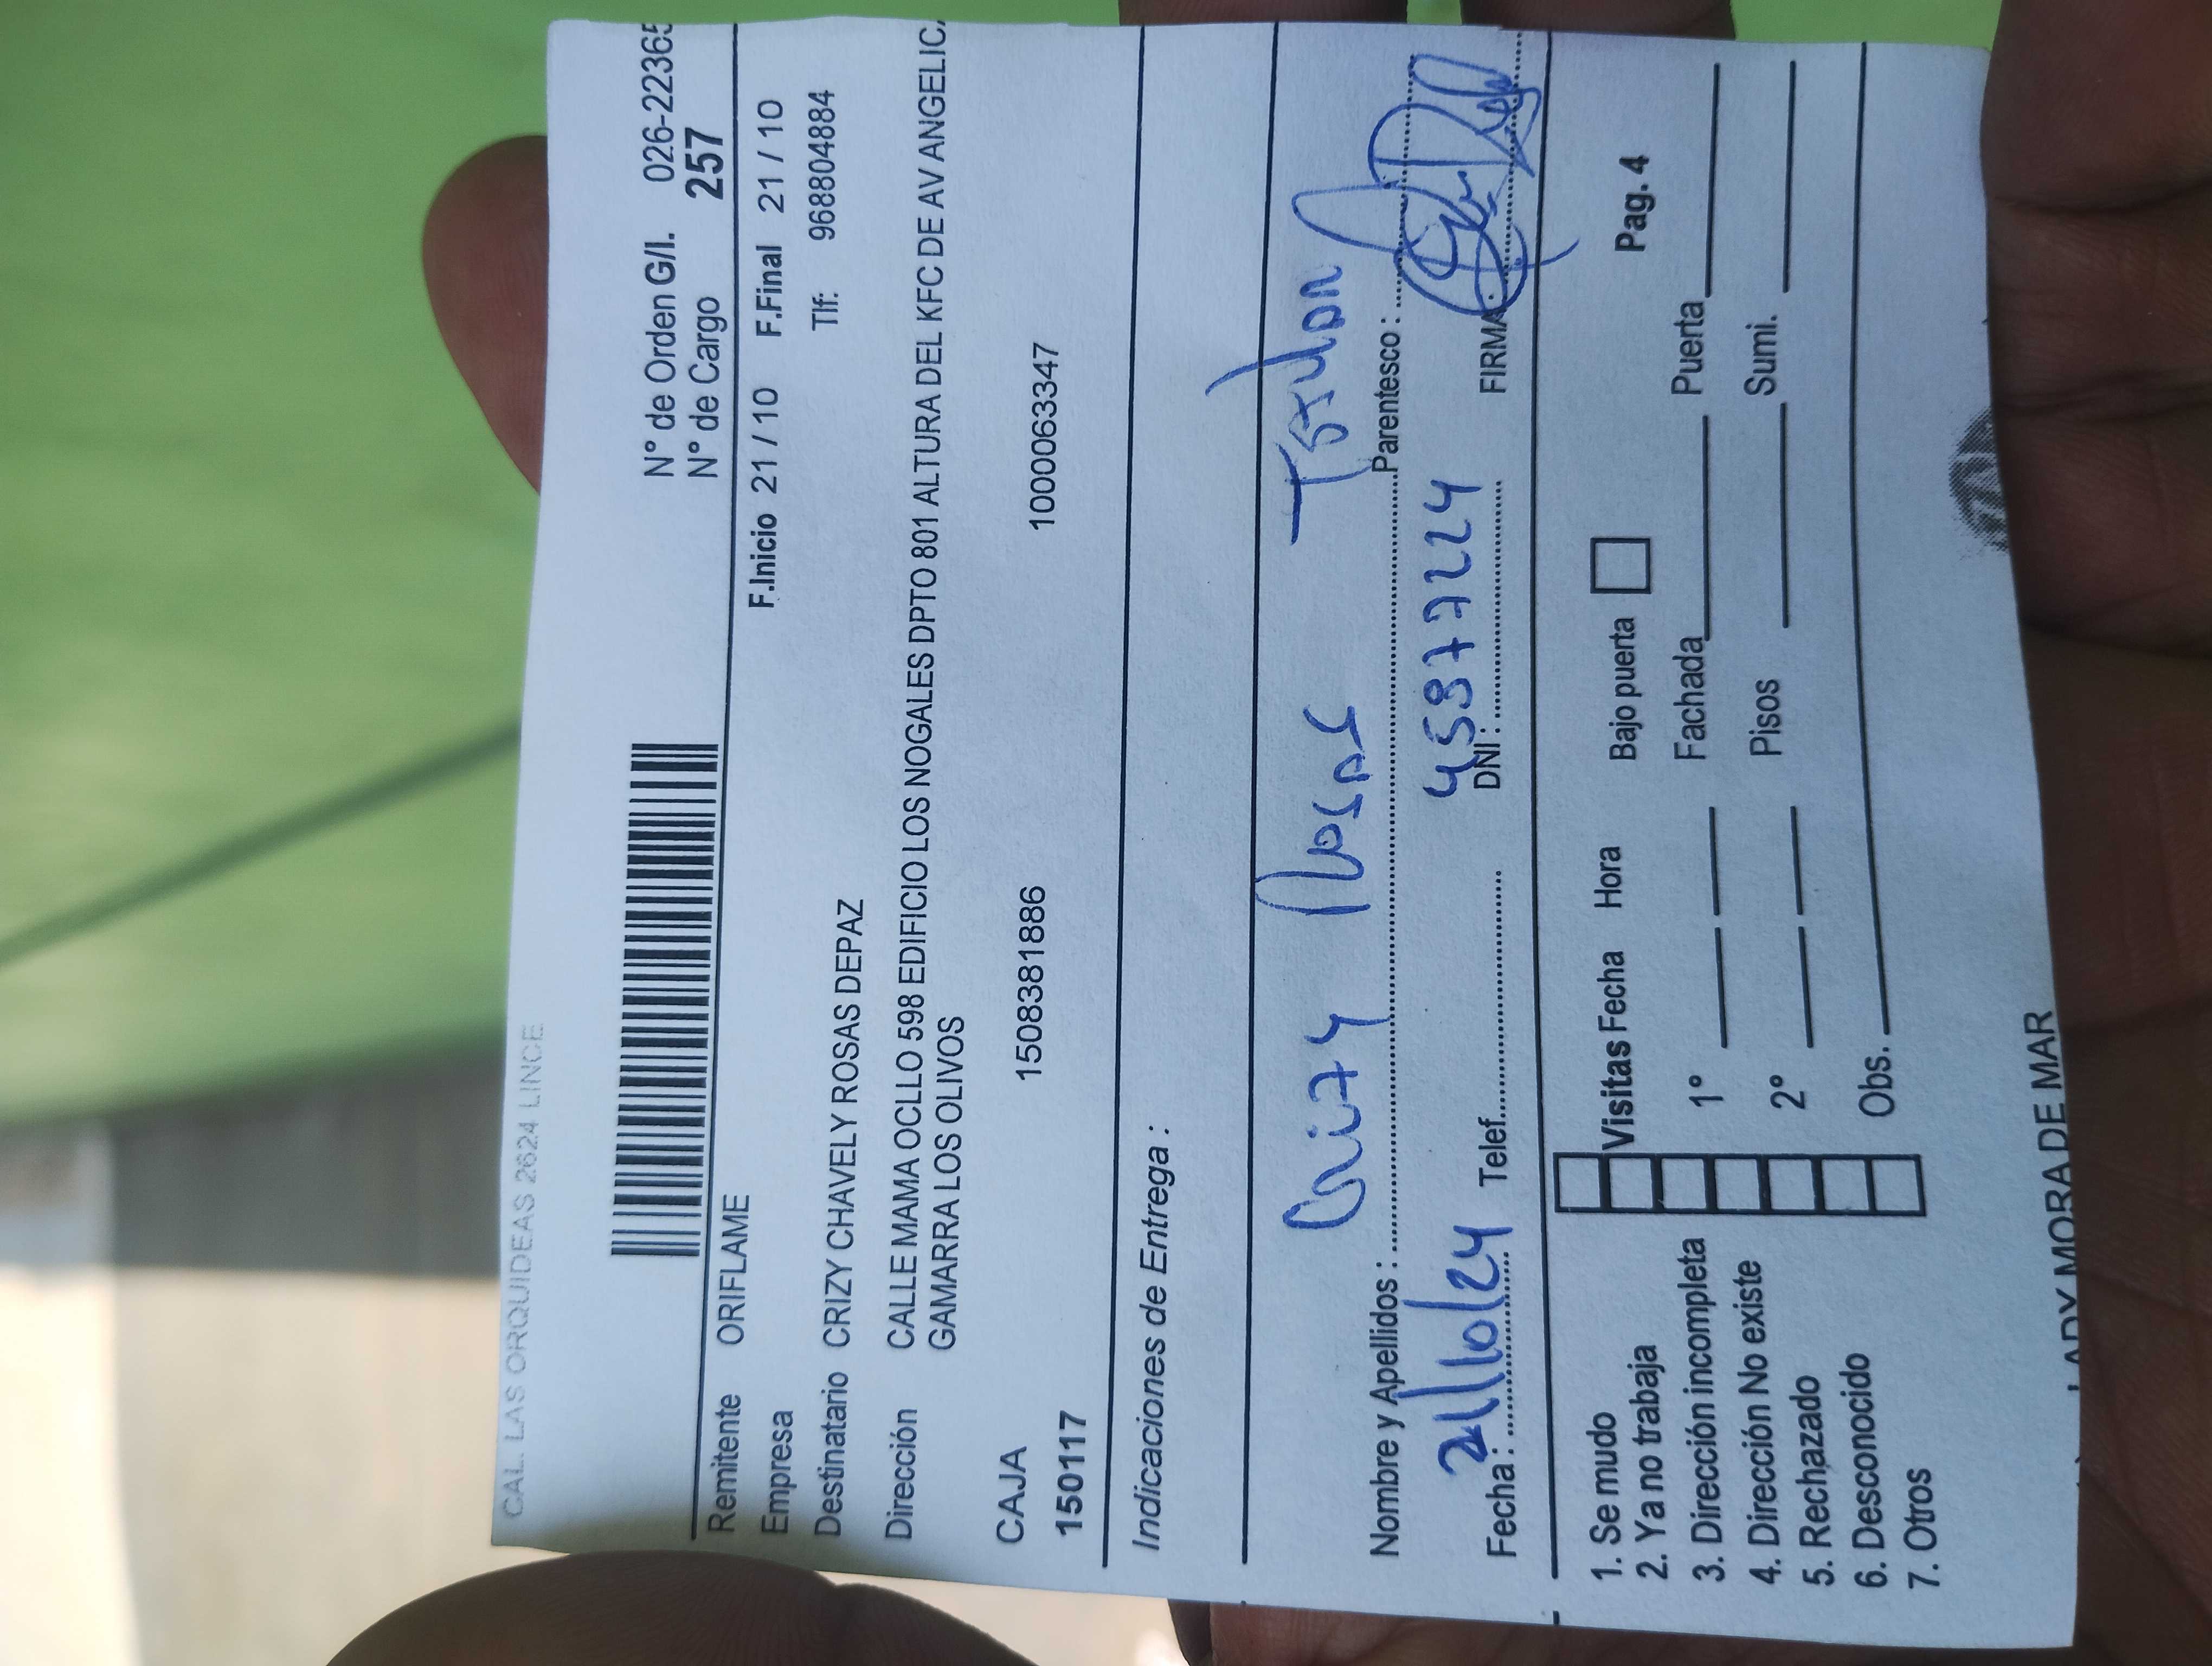 CAL. LAS ORQUIDEAS 2624 LINCE
N° de Orden G/I. 026-22365
N° de Cargo 257
Remitente ORIFLAME
F.Inicio 21 / 10 F.Final 21 / 10
Empresa
Tlf: 968804884
Destinatario CRIZY CHAVELY ROSAS DEPAZ
Dirección CALLE MAMA OCLLO 598 EDIFICIO LOS NOGALES DPTO 801 ALTURA DEL KFC DE AV ANGELICA
GAMARRA LOS OLIVOS
CAJA 1508381886 1000633347
150117
Indicaciones de Entrega :
Crizy Rosas Titular
Nombre y Apellidos : Parentesco :
21/10/24 45877224
Fecha : Telef. DNI : FIRMA
1. Se mudo
2. Ya no trabaja
3. Dirección incompleta
4. Dirección No existe
5. Rechazado
6. Desconocido
7. Otros
Visitas Fecha Hora Bajo puerta Pag. 4
1° Fachada Puerta
2° Pisos Sumi.
Obs.
LADY MORA DE MAR